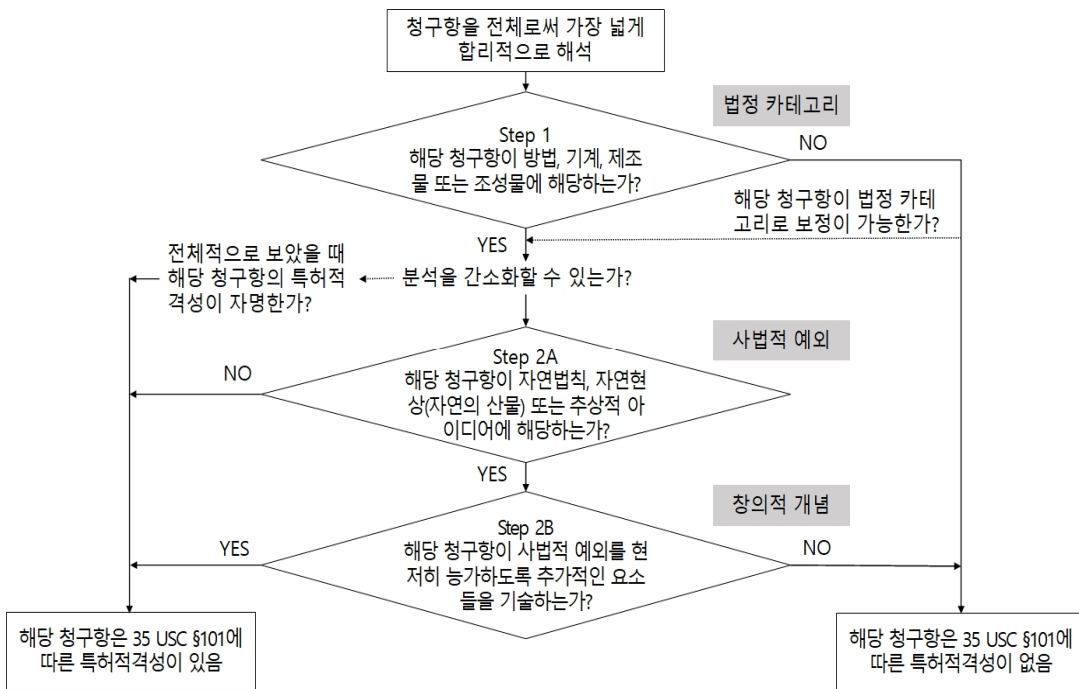 청구항을 전체로써 가장 넓게
합리적으로 해석
법정 카테고리
Step 1
해당 청구항이 방법, 기계, 제조
물 또는 조성물에 해당하는가?
NO
해당 청구항이 법정 카테
고리로 보정이 가능한가?
YES
전체적으로 보았을 때
해당 청구항의 특허적
격성이 자명한가?
분석을 간소화할 수 있는가?
사법적 예외
Step 2A
해당 청구항이 자연법칙, 자연현
상(자연의 산물) 또는 추상적 아
이디어에 해당하는가?
NO
YES
창의적 개념
Step 2B
해당 청구항이 사법적 예외를 현
저히 능가하도록 추가적인 요소
들을 기술하는가?
YES
NO
해당 청구항은 35 USC §101에
따른 특허적격성이 있음
해당 청구항은 35 USC §101에
따른 특허적격성이 없음